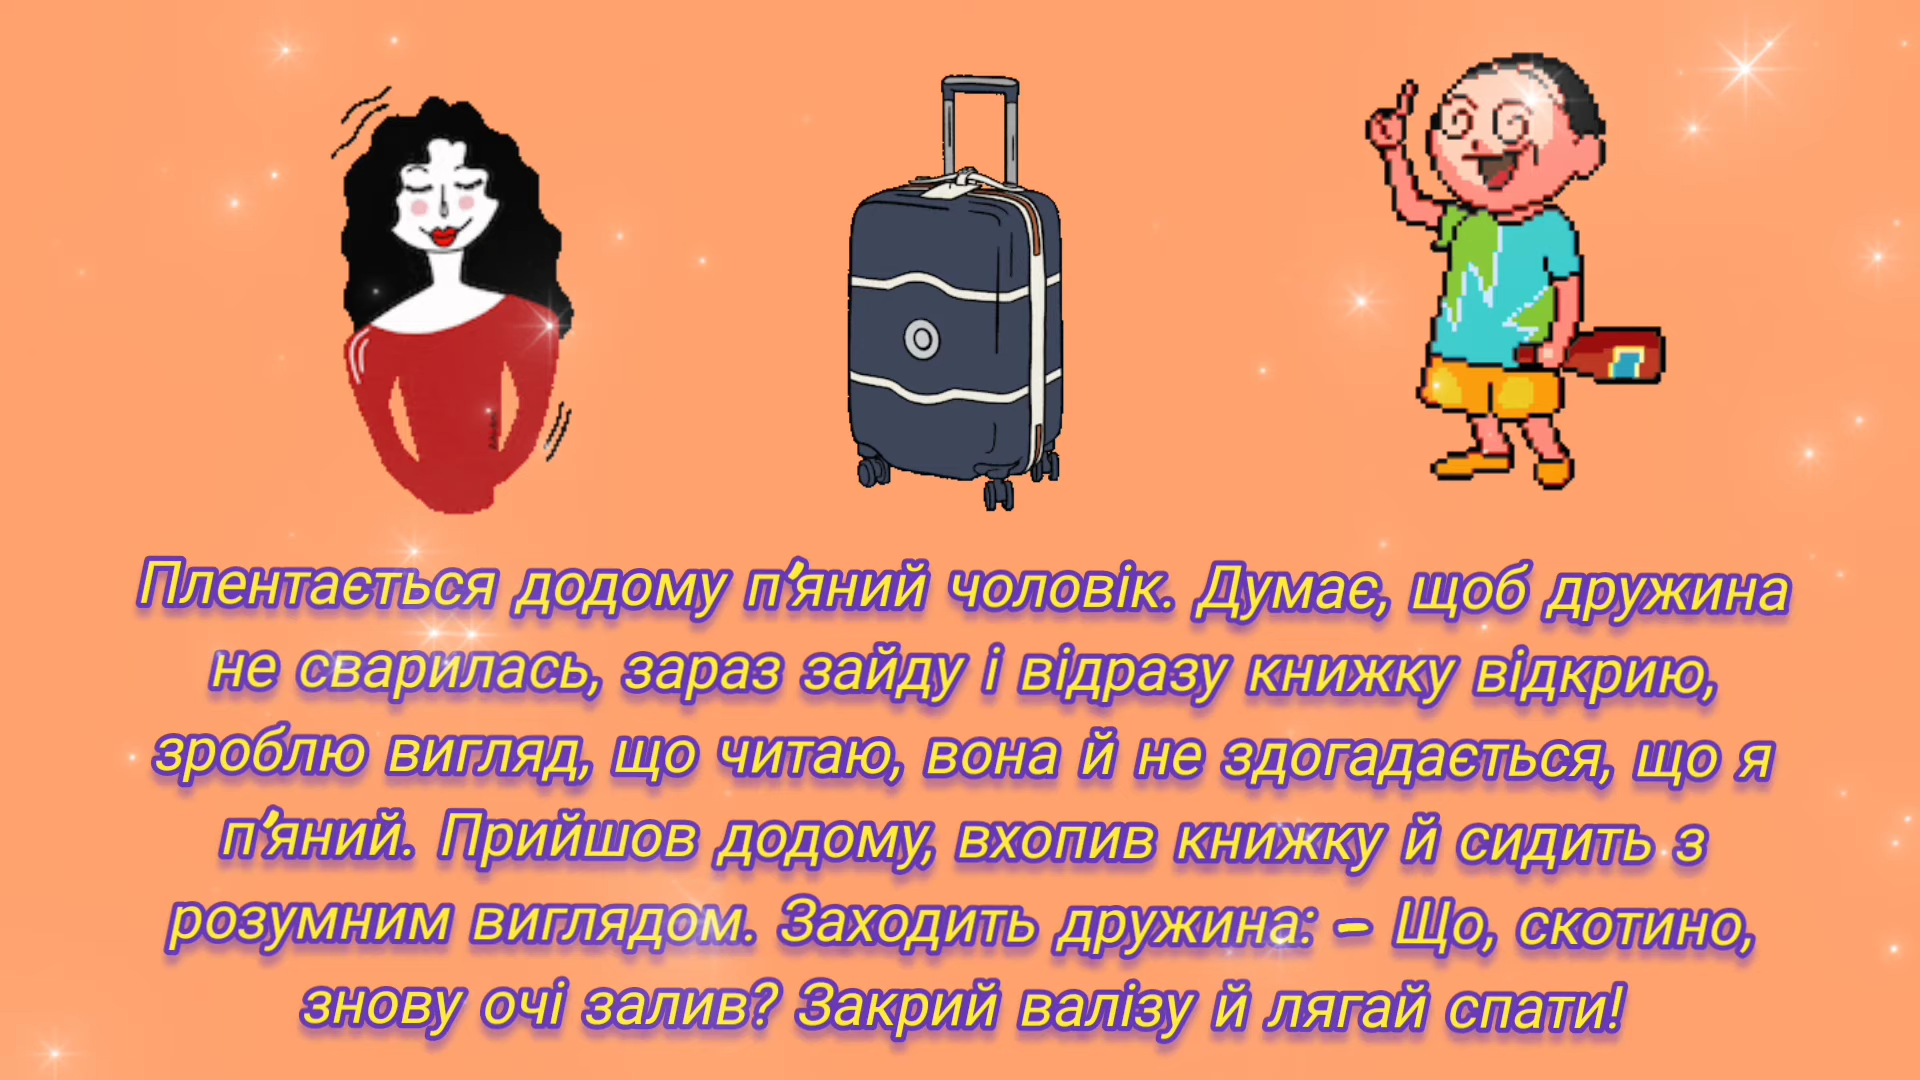 Плентається додому п'яний чоловік. Думає, щоб дружина
не сварилась, зараз зайду і відразу книжку відкрию,
зроблю вигляд, що читаю, вона й не здогадається, що я
п'яний. Прийшов додому, вхопив книжку й сидить з
розумним виглядом. Заходить дружина: – Що, скотино,
знову очі залив? Закрий валізу й лягай спати!